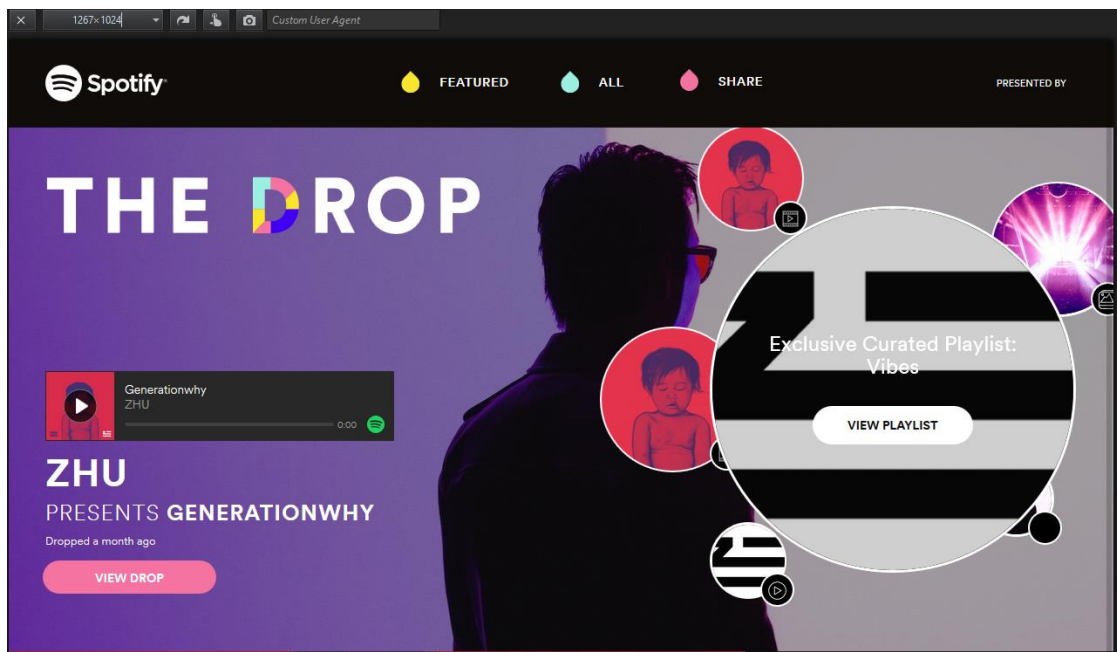 1267×1024
Custom User Agent
Spotify
FEATURED
ALL
SHARE
PRESENTED BY
THE DROP
Exclusive Curated Playlist:
Vibes
VIEW PLAYLIST
Generationwhy
ZHU
0:00
ZHU
PRESENTS GENERATIONWHY
Dropped a month ago
VIEW DROP